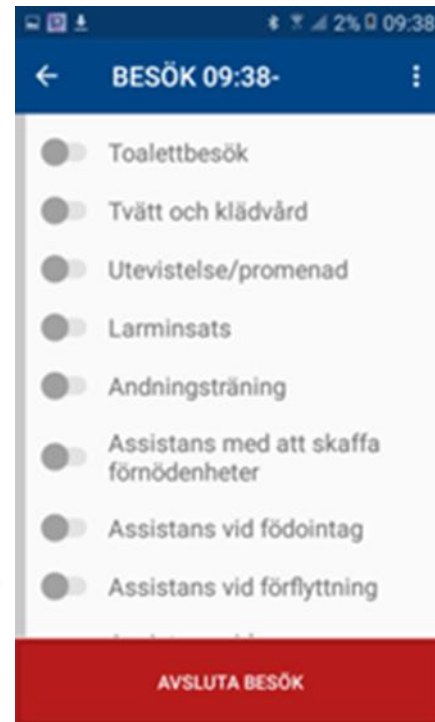 2% 09:38
BESÖK 09:38-
Toalettbesök
Tvätt och klädvård
Utevistelse/promenad
Larminsats
Andningsträning
Assistans med att skaffa
förnödenheter
Assistans vid födointag
Assistans vid förflyttning
AVSLUTA BESÖK